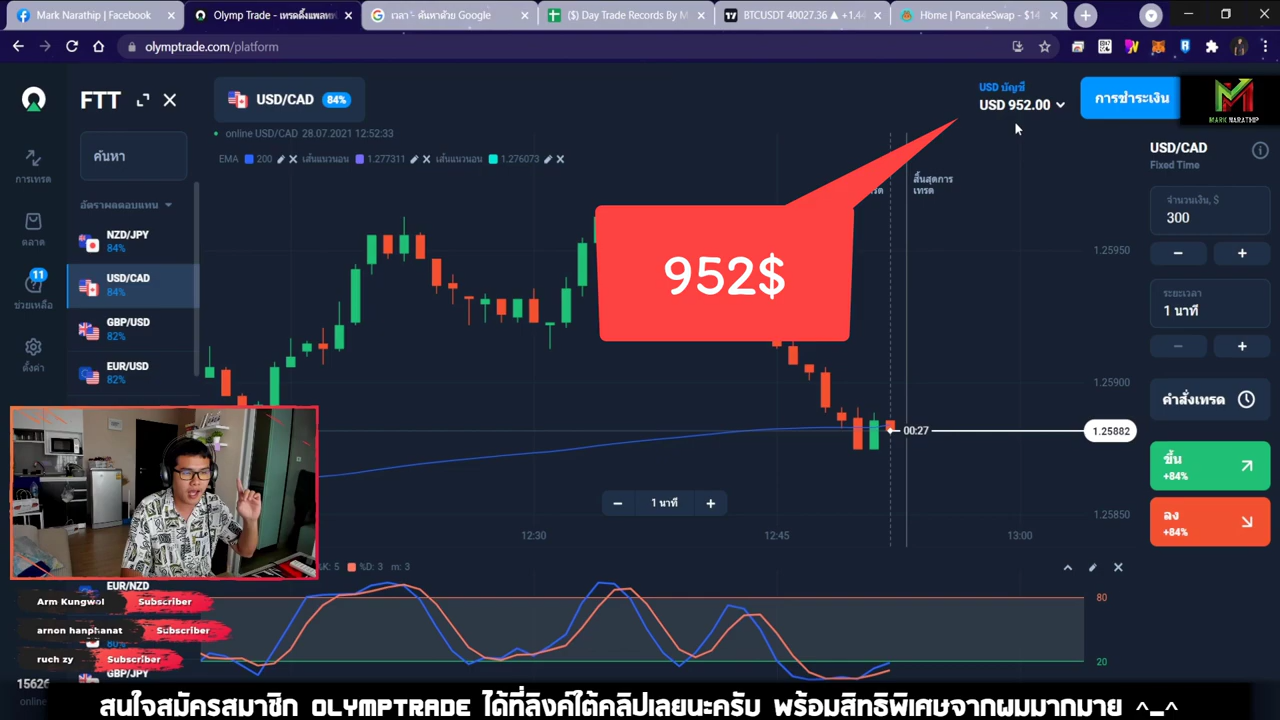 Mark Narathip | Facebook
Olymp Trade - เทรดดิ้งแพลท
เวลา - ค้นหาด้วย Google
($) Day Trade Records By M
BTCUSDT 40027.36 ▲ +1.4
Home | PancakeSwap - $14
olymptrade.com/platform
FTT
USD/CAD 84%
USD บัญชี
USD 952.00
การชำระเงิน
MARK NARATHIP
online USD/CAD 28.07.2021 12:52:33
EMA 200 เส้นแนวนอน 1.277311 เส้นแนวนอน 1.276073
การเทรด
ตลาด
11
ช่วยเหลือ
ตั้งค่า
ค้นหา
อัตราผลตอบแทน
NZD/JPY
84%
USD/CAD
84%
GBP/USD
82%
EUR/USD
82%
EUR/NZD
80%
GBP/JPY
952$
สิ้นสุดการ
เทรด
1.25950
1.25900
00:27
1.25882
1.25850
− 1 นาที +
12:30
12:45
13:00
K: 5 %D: 3 m: 3
80
20
USD/CAD
Fixed Time
จำนวนเงิน, $
300
− +
ระยะเวลา
1 นาที
− +
คำสั่งเทรด
ขึ้น
+84%
ลง
+84%
Arm Kungwol Subscriber
arnon hanphanat Subscriber
ruch zy Subscriber
online
สนใจสมัครสมาชิก OLYMPTRADE ได้ที่ลิงค์ใต้คลิปเลยนะครับ พร้อมสิทธิพิเศษจากผมมากมาย ^_^